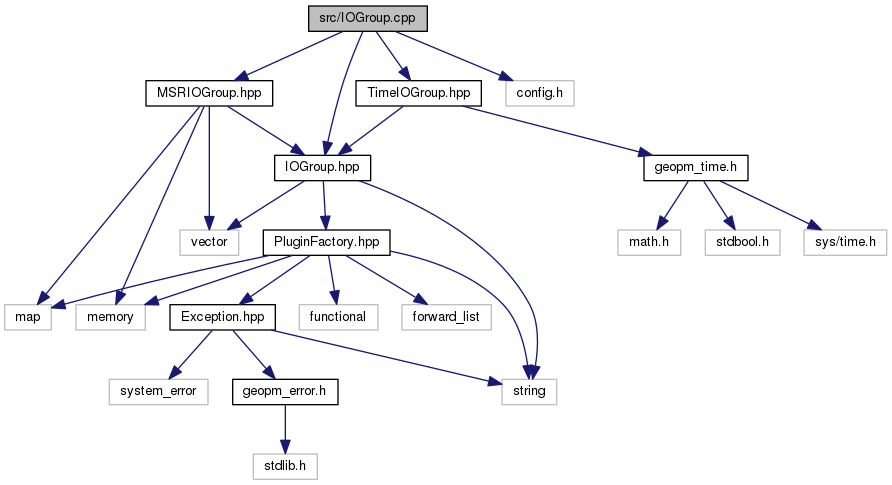 src/IOGroup.cpp
MSRIOGroup.hpp
TimeIOGroup.hpp
config.h
IOGroup.hpp
geopm_time.h
vector
PluginFactory.hpp
math.h
stdbool.h
sys/time.h
map
memory
Exception.hpp
functional
forward_list
system_error
geopm_error.h
string
stdlib.h